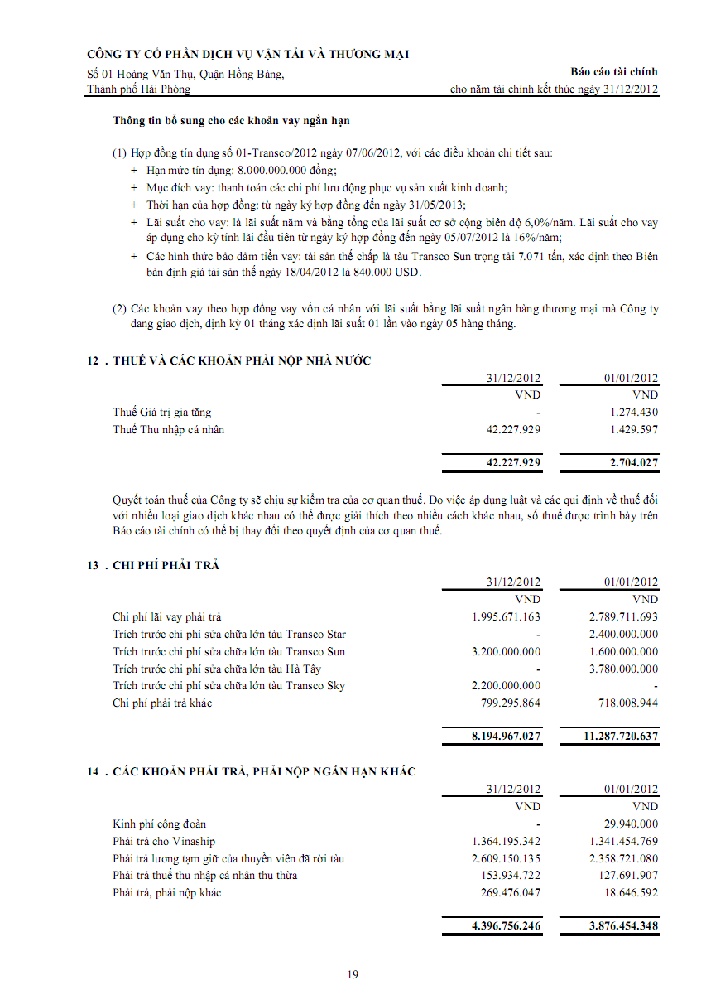 CÔNG TY CỔ PHẦN DỊCH VỤ VẬN TẢI VÀ THƯƠNG MẠI
Số 01 Hoàng Văn Thụ, Quận Hồng Bàng, Báo cáo tài chính
Thành phố Hải Phòng cho năm tài chính kết thúc ngày 31/12/2012
Thông tin bổ sung cho các khoản vay ngắn hạn
(1) Hợp đồng tín dụng số 01-Transco/2012 ngày 07/06/2012, với các điều khoản chi tiết sau:
+ Hạn mức tín dụng: 8.000.000.000 đồng;
+ Mục đích vay: thanh toán các chi phí lưu động phục vụ sản xuất kinh doanh;
+ Thời hạn của hợp đồng: từ ngày ký hợp đồng đến ngày 31/05/2013;
+ Lãi suất cho vay: là lãi suất năm và bằng tổng của lãi suất cơ sở cộng biên độ 6,0%/năm. Lãi suất cho vay
áp dụng cho kỳ tính lãi đầu tiên từ ngày ký hợp đồng đến ngày 05/07/2012 là 16%/năm;
+ Các hình thức bảo đảm tiền vay: tài sản thế chấp là tàu Transco Sun trọng tải 7.071 tấn, xác định theo Biên
bản định giá tài sản thế ngày 18/04/2012 là 840.000 USD.
(2) Các khoản vay theo hợp đồng vay vốn cá nhân với lãi suất bằng lãi suất ngân hàng thương mại mà Công ty
đang giao dịch, định kỳ 01 tháng xác định lãi suất 01 lần vào ngày 05 hàng tháng.
12 . THUẾ VÀ CÁC KHOẢN PHẢI NỘP NHÀ NƯỚC
31/12/2012 01/01/2012
VND VND
Thuế Giá trị gia tăng - 1.274.430
Thuế Thu nhập cá nhân 42.227.929 1.429.597
42.227.929 2.704.027
Quyết toán thuế của Công ty sẽ chịu sự kiểm tra của cơ quan thuế. Do việc áp dụng luật và các qui định về thuế đối
với nhiều loại giao dịch khác nhau có thể được giải thích theo nhiều cách khác nhau, số thuế được trình bày trên
Báo cáo tài chính có thể bị thay đổi theo quyết định của cơ quan thuế.
13 . CHI PHÍ PHẢI TRẢ
31/12/2012 01/01/2012
VND VND
Chi phí lãi vay phải trả 1.995.671.163 2.789.711.693
Trích trước chi phí sửa chữa lớn tàu Transco Star - 2.400.000.000
Trích trước chi phí sửa chữa lớn tàu Transco Sun 3.200.000.000 1.600.000.000
Trích trước chi phí sửa chữa lớn tàu Hà Tây - 3.780.000.000
Trích trước chi phí sửa chữa lớn tàu Transco Sky 2.200.000.000 -
Chi phí phải trả khác 799.295.864 718.008.944
8.194.967.027 11.287.720.637
14 . CÁC KHOẢN PHẢI TRẢ, PHẢI NỘP NGẮN HẠN KHÁC
31/12/2012 01/01/2012
VND VND
Kinh phí công đoàn - 29.940.000
Phải trả cho Vinaship 1.364.195.342 1.341.454.769
Phải trả lương tạm giữ của thuyền viên đã rời tàu 2.609.150.135 2.358.721.080
Phải trả thuế thu nhập cá nhân thu thừa 153.934.722 127.691.907
Phải trả, phải nộp khác 269.476.047 18.646.592
4.396.756.246 3.876.454.348
19